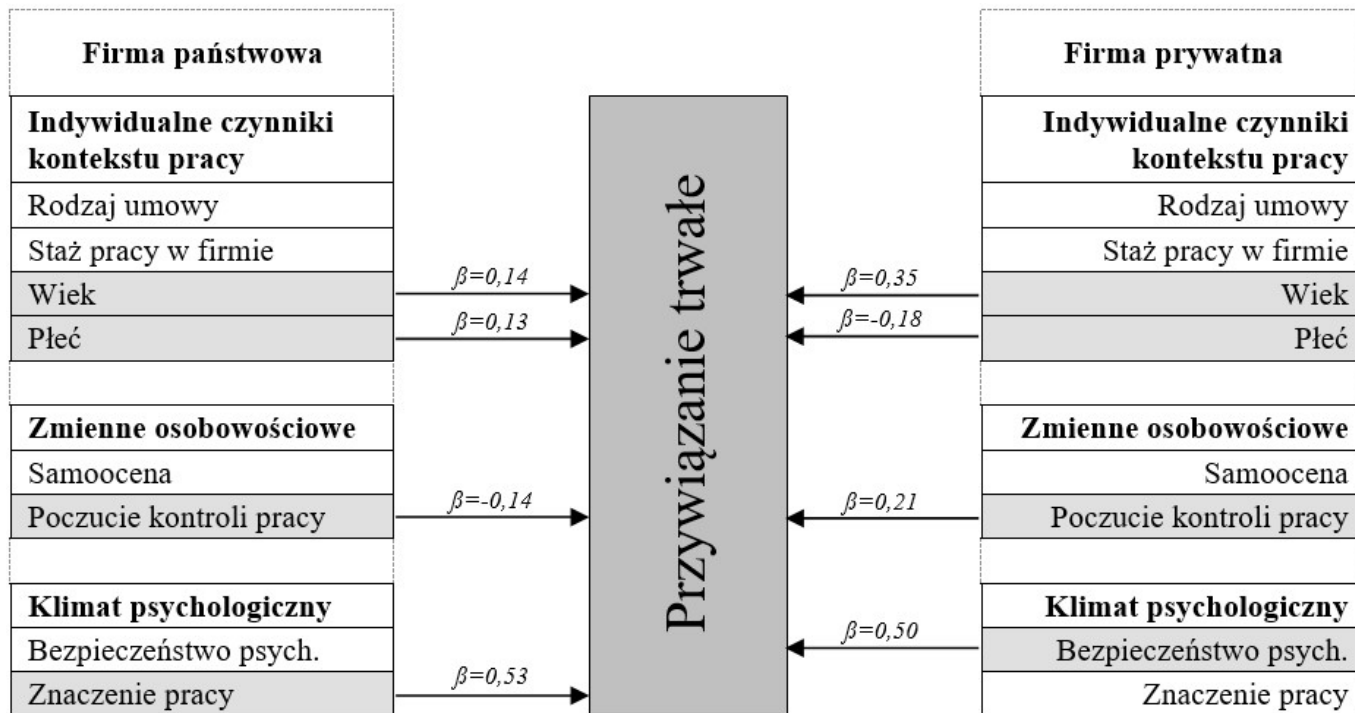 Firma państwowa
Indywidualne czynniki
kontekstu pracy
Rodzaj umowy
Staż pracy w firmie
Wiek
Płeć
Zmienne osobowościowe
Samoocena
Poczucie kontroli pracy
Klimat psychologiczny
Bezpieczeństwo psych.
Znaczenie pracy
β=0,14
β=0,13
β=-0,14
β=0,53
Przywiązanie trwałe
β=0,35
β=-0,18
β=0,21
β=0,50
Firma prywatna
Indywidualne czynniki
kontekstu pracy
Rodzaj umowy
Staż pracy w firmie
Wiek
Płeć
Zmienne osobowościowe
Samoocena
Poczucie kontroli pracy
Klimat psychologiczny
Bezpieczeństwo psych.
Znaczenie pracy